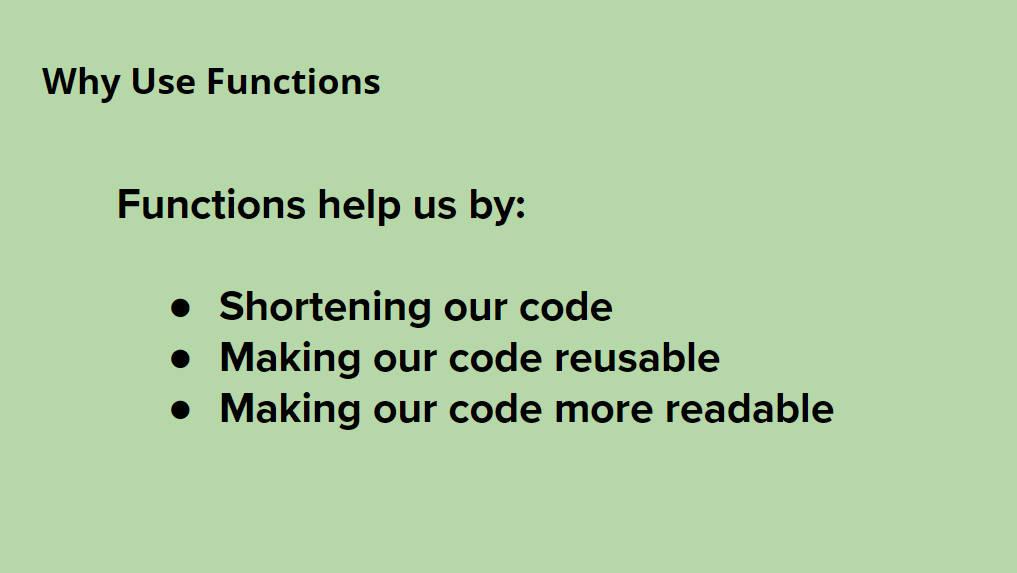 Why Use Functions
Functions help us by:
● Shortening our code
● Making our code reusable
● Making our code more readable